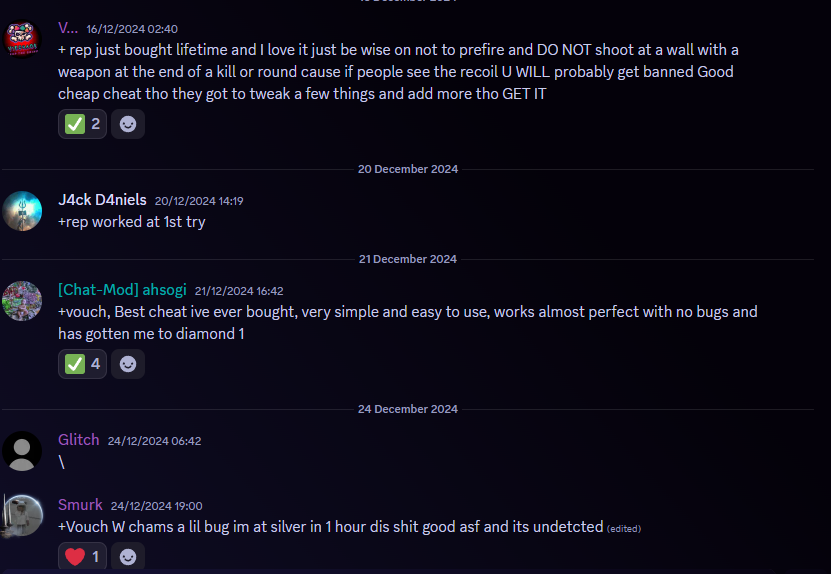 V... 16/12/2024 02:40
+ rep just bought lifetime and I love it just be wise on not to prefire and DO NOT shoot at a wall with a
weapon at the end of a kill or round cause if people see the recoil U WILL probably get banned Good
cheap cheat tho they got to tweak a few things and add more tho GET IT
2
20 December 2024
J4ck D4niels 20/12/2024 14:19
+rep worked at 1st try
21 December 2024
[Chat-Mod] ahsogi 21/12/2024 16:42
+vouch, Best cheat ive ever bought, very simple and easy to use, works almost perfect with no bugs and
has gotten me to diamond 1
4
24 December 2024
Glitch 24/12/2024 06:42
\
Smurk 24/12/2024 19:00
+Vouch W chams a lil bug im at silver in 1 hour dis shit good asf and its undetcted (edited)
1